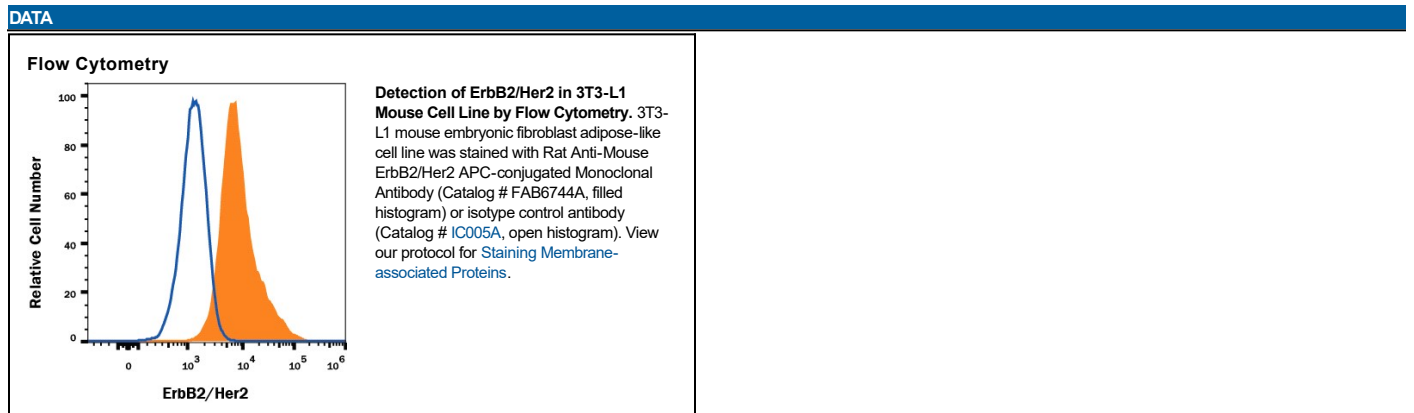 DATA
Flow Cytometry
Detection of ErbB2/Her2 in 3T3-L1
Mouse Cell Line by Flow Cytometry. 3T3-
L1 mouse embryonic fibroblast adipose-like
cell line was stained with Rat Anti-Mouse
ErbB2/Her2 APC-conjugated Monoclonal
Antibody (Catalog # FAB6744A, filled
histogram) or isotype control antibody
(Catalog # IC005A, open histogram). View
our protocol for Staining Membrane-
associated Proteins.
Relative Cell Number
100
80
60
40
20
0
0 10^3 10^4 10^5 10^6
ErbB2/Her2